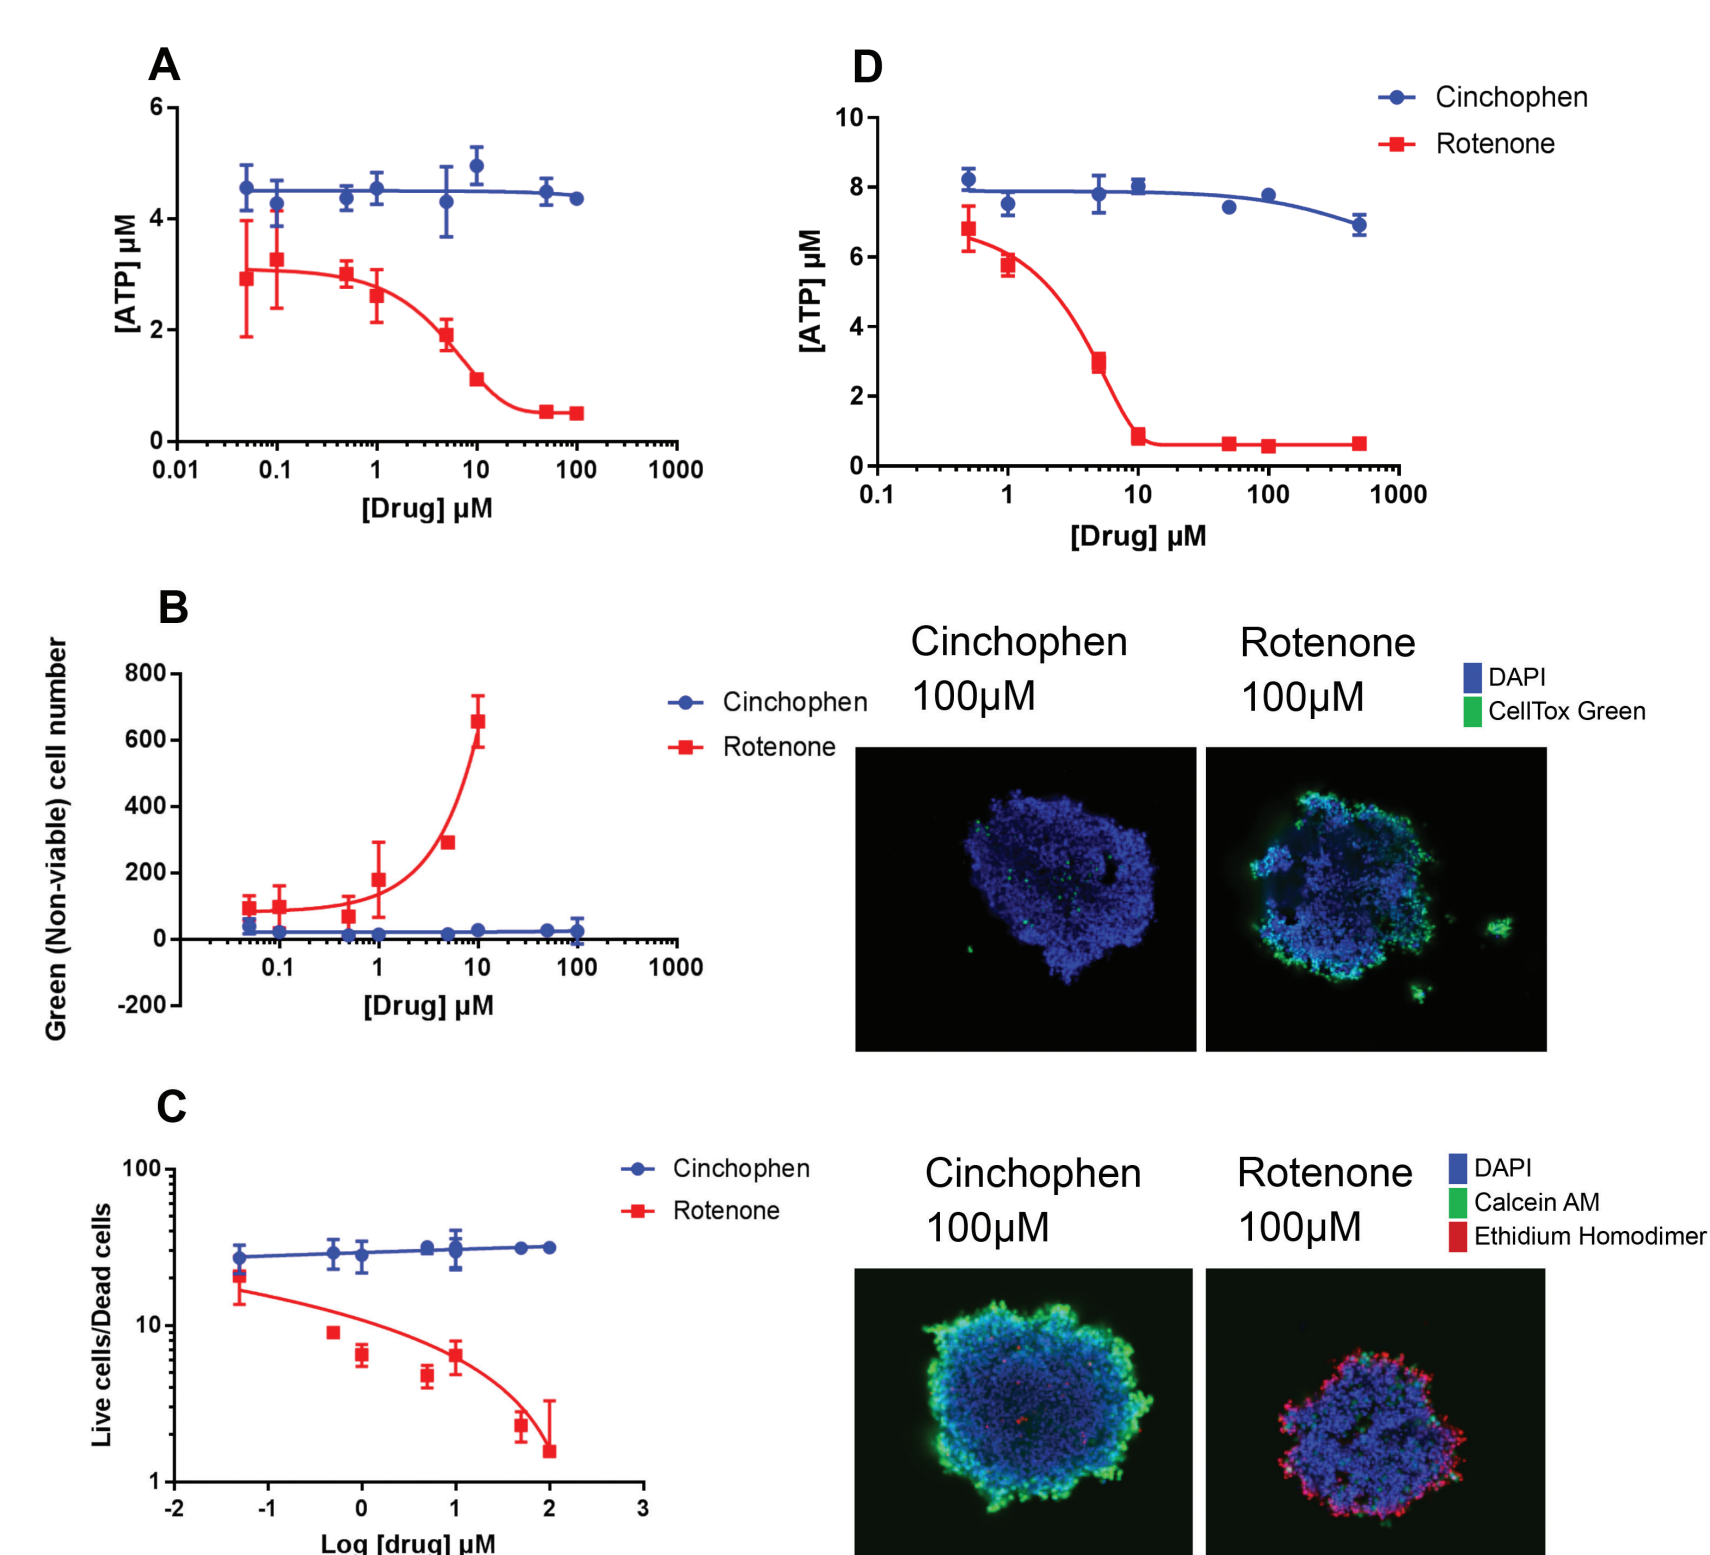 A
6
4
2
0
[ATP] µM
0.01 0.1 1 10 100 1000
[Drug] µM
D
Cinchophen
Rotenone
10
8
6
4
2
0
[ATP] µM
0.1 1 10 100 1000
[Drug] µM
B
Green (Non-viable) cell number
800
600
400
200
0
-200
0.1 1 10 100 1000
[Drug] µM
Cinchophen
Rotenone
Cinchophen
100µM
Rotenone
100µM
DAPI
CellTox Green
C
Live cells/Dead cells
100
10
1
-2 -1 0 1 2 3
Log [drug] µM
Cinchophen
Rotenone
Cinchophen
100µM
Rotenone
100µM
DAPI
Calcein AM
Ethidium Homodimer